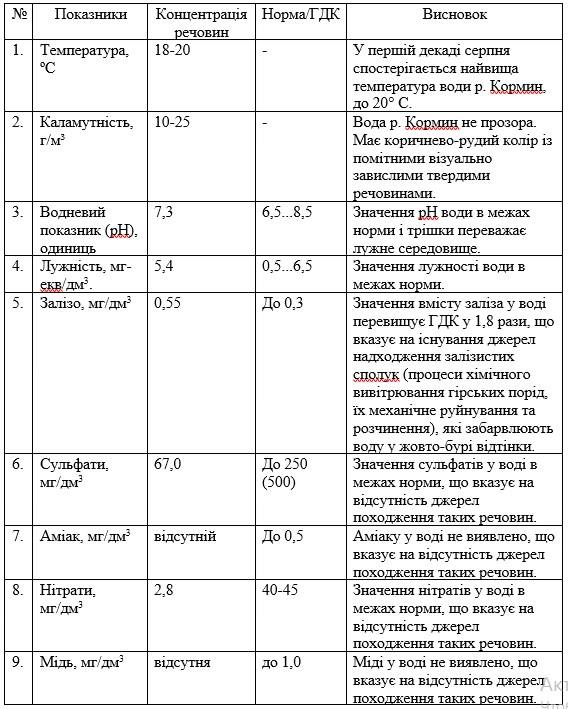 № Показники Концентрація речовин Норма/ГДК Висновок
1. Температура, ºС 18-20 - У першій декаді серпня
спостерігається найвища
температура води р. Кормин,
до 20° С.
2. Каламутність, г/м³ 10-25 - Вода р. Кормин не прозора.
Має коричнево-рудий колір із
помітними візуально
завислими твердими
речовинами.
3. Водневий показник (рН), одиниць 7,3 6,5...8,5 Значення рН води в межах
норми і трішки переважає
лужне середовище.
4. Лужність, мг-екв/дм³. 5,4 0,5...6,5 Значення лужності води в
межах норми.
5. Залізо, мг/дм³ 0,55 До 0,3 Значення вмісту заліза у воді
перевищує ГДК у 1,8 рази, що
вказує на існування джерел
надходження залізистих
сполук (процеси хімічного
вивітрювання гірських порід,
їх механічне руйнування та
розчинення), які забарвлюють
воду у жовто-бурі відтінки.
6. Сульфати, мг/дм³ 67,0 До 250 (500) Значення сульфатів у воді в
межах норми, що вказує на
відсутність джерел
походження таких речовин.
7. Аміак, мг/дм³ відсутній До 0,5 Аміаку у воді не виявлено, що
вказує на відсутність джерел
походження таких речовин.
8. Нітрати, мг/дм³ 2,8 40-45 Значення нітратів у воді в
межах норми, що вказує на
відсутність джерел
походження таких речовин.
9. Мідь, мг/дм³ відсутня до 1,0 Міді у воді не виявлено, що
вказує на відсутність джерел
походження таких речовин.